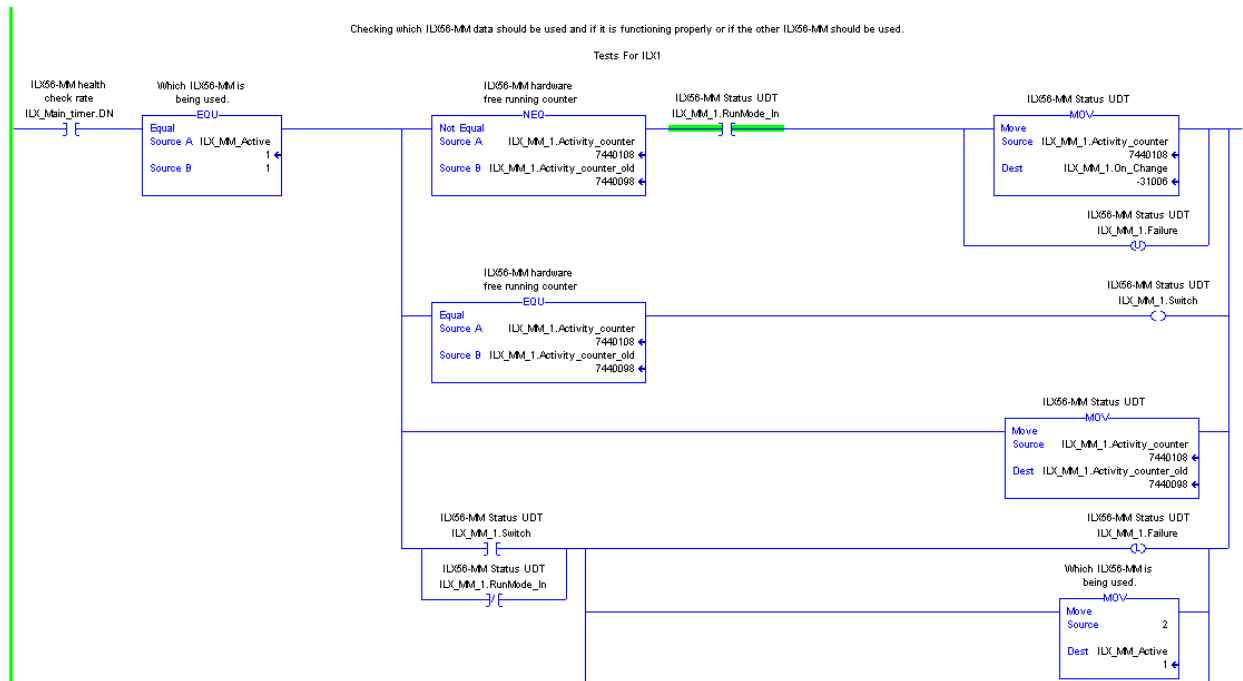 Checking which ILX56-MM data should be used and if it is functioning properly or if the other ILX56-MM should be used.
Tests For ILX1
ILX56-MM health
check rate
ILX_Main_timer.DN
Which ILX56-MM is
being used.
EQU
Equal
Source A ILX_MM_Active
1
Source B 1
ILX56-MM hardware
free running counter
NEQ
Not Equal
Source A ILX_MM_1.Activity_counter
7440108
Source B ILX_MM_1.Activity_counter_old
7440098
ILX56-MM Status UDT
ILX_MM_1.RunMode_In
ILX56-MM Status UDT
MOV
Move
Source ILX_MM_1.Activity_counter
7440108
Dest ILX_MM_1.On_Change
-31006
ILX56-MM Status UDT
ILX_MM_1.Failure
U
ILX56-MM hardware
free running counter
EQU
Equal
Source A ILX_MM_1.Activity_counter
7440108
Source B ILX_MM_1.Activity_counter_old
7440098
ILX56-MM Status UDT
ILX_MM_1.Switch
ILX56-MM Status UDT
MOV
Move
Source ILX_MM_1.Activity_counter
7440108
Dest ILX_MM_1.Activity_counter_old
7440098
ILX56-MM Status UDT
ILX_MM_1.Switch
ILX56-MM Status UDT
ILX_MM_1.RunMode_In
ILX56-MM Status UDT
ILX_MM_1.Failure
L
Which ILX56-MM is
being used.
MOV
Move
Source 2
Dest ILX_MM_Active
1